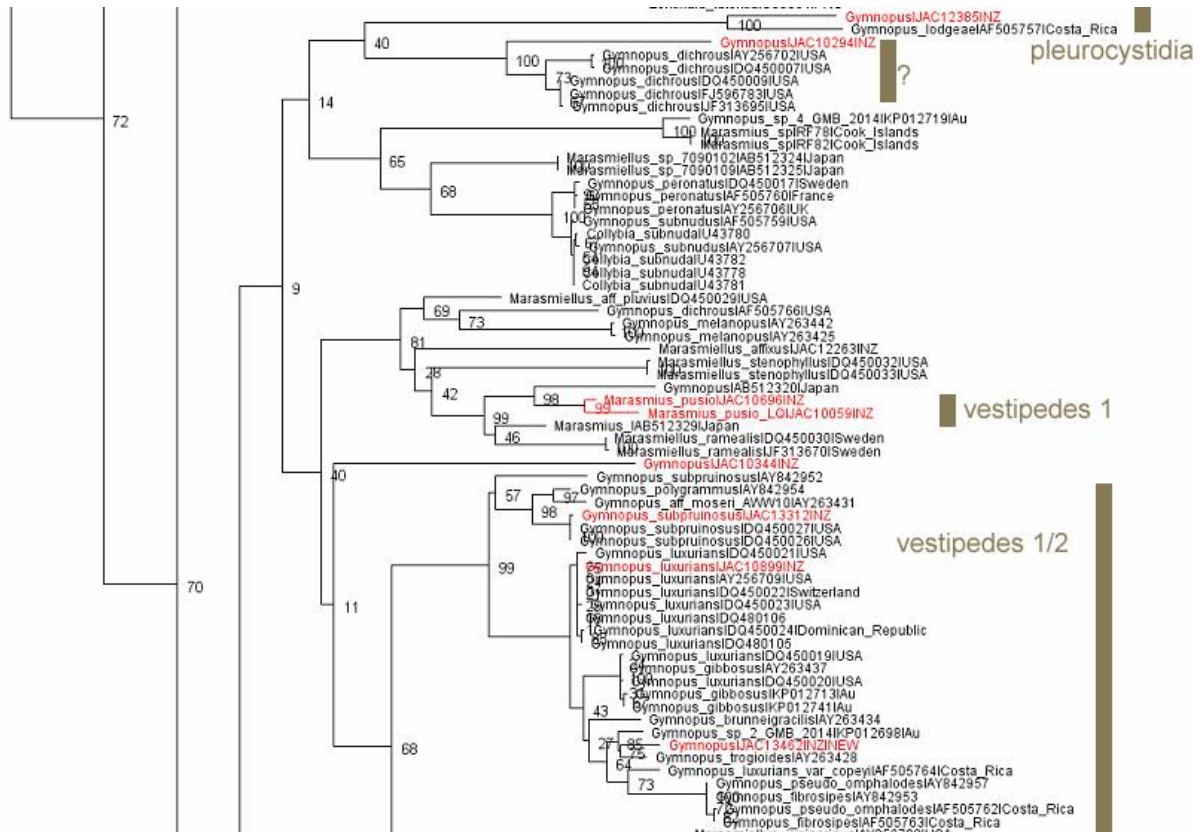 Gymnopus|JAC12385|NZ
100
Gymnopus_lodgeae|AF505757|Costa_Rica
pleurocystidia
40
Gymnopus|JAC10294|NZ
Gymnopus_dichrous|AY256702|USA
100
Gymnopus_dichrous|DQ450007|USA
73
Gymnopus_dichrous|DQ450009|USA
?
Gymnopus_dichrous|FJ596783|USA
Gymnopus_dichrous|JF313695|USA
14
72
Gymnopus_sp_4_GMB_2014|KP012719|Au
100
Marasmius_sp|RF78|Cook_Islands
Marasmius_sp|RF82|Cook_Islands
65
Marasmiellus_sp_7090102|AB512324|Japan
Marasmiellus_sp_7090109|AB512325|Japan
68
Gymnopus_peronatus|DQ450017|Sweden
Gymnopus_peronatus|AF505760|France
Gymnopus_peronatus|AY256706|UK
100
Gymnopus_subnudus|AF505759|USA
Collybia_subnuda|U43780
Gymnopus_subnudus|AY256707|USA
Collybia_subnuda|U43782
Collybia_subnuda|U43778
Collybia_subnuda|U43781
9
Marasmiellus_aff_pluvius|DQ450029|USA
69
Gymnopus_dichrous|AF505766|USA
73
Gymnopus_melanopus|AY263442
Gymnopus_melanopus|AY263425
81
Marasmiellus_affixus|JAC12263|NZ
Marasmiellus_stenophyllus|DQ450032|USA
28
Marasmiellus_stenophyllus|DQ450033|USA
42
Gymnopus|AB512320|Japan
98
Marasmius_pusio|JAC10696|NZ
99
Marasmius_pusio_LQ|JAC10059|NZ
vestipedes 1
99
Marasmius_|AB512329|Japan
46
Marasmiellus_ramealis|DQ450030|Sweden
Marasmiellus_ramealis|JF313670|Sweden
40
Gymnopus|JAC10344|NZ
Gymnopus_subpruinosus|AY842952
57
Gymnopus_polygrammus|AY842954
97
Gymnopus_aff_moseri_AWW10|AY263431
98
Gymnopus_subpruinosus|JAC13312|NZ
Gymnopus_subpruinosus|DQ450027|USA
100
Gymnopus_subpruinosus|DQ450026|USA
vestipedes 1/2
99
Gymnopus_luxurians|DQ450021|USA
Gymnopus_luxurians|JAC10899|NZ
Gymnopus_luxurians|AY256709|USA
70
Gymnopus_luxurians|DQ450022|Switzerland
11
Gymnopus_luxurians|DQ450023|USA
Gymnopus_luxurians|DQ480106
Gymnopus_luxurians|DQ450024|Dominican_Republic
Gymnopus_luxurians|DQ480105
Gymnopus_luxurians|DQ450019|USA
Gymnopus_gibbosus|AY263437
Gymnopus_luxurians|DQ450020|USA
Gymnopus_gibbosus|KP012713|Au
Gymnopus_gibbosus|KP012741|Au
43
Gymnopus_brunneigracilis|AY263434
Gymnopus_sp_2_GMB_2014|KP012698|Au
27
85
Gymnopus|JAC13462|NZ|NEW
68
75
Gymnopus_trogioides|AY263428
64
Gymnopus_luxurians_var_copeyi|AF505764|Costa_Rica
73
Gymnopus_pseudo_omphalodes|AY842957
Gymnopus_fibrosipes|AY842953
Gymnopus_pseudo_omphalodes|AF505762|Costa_Rica
Gymnopus_fibrosipes|AF505763|Costa_Rica